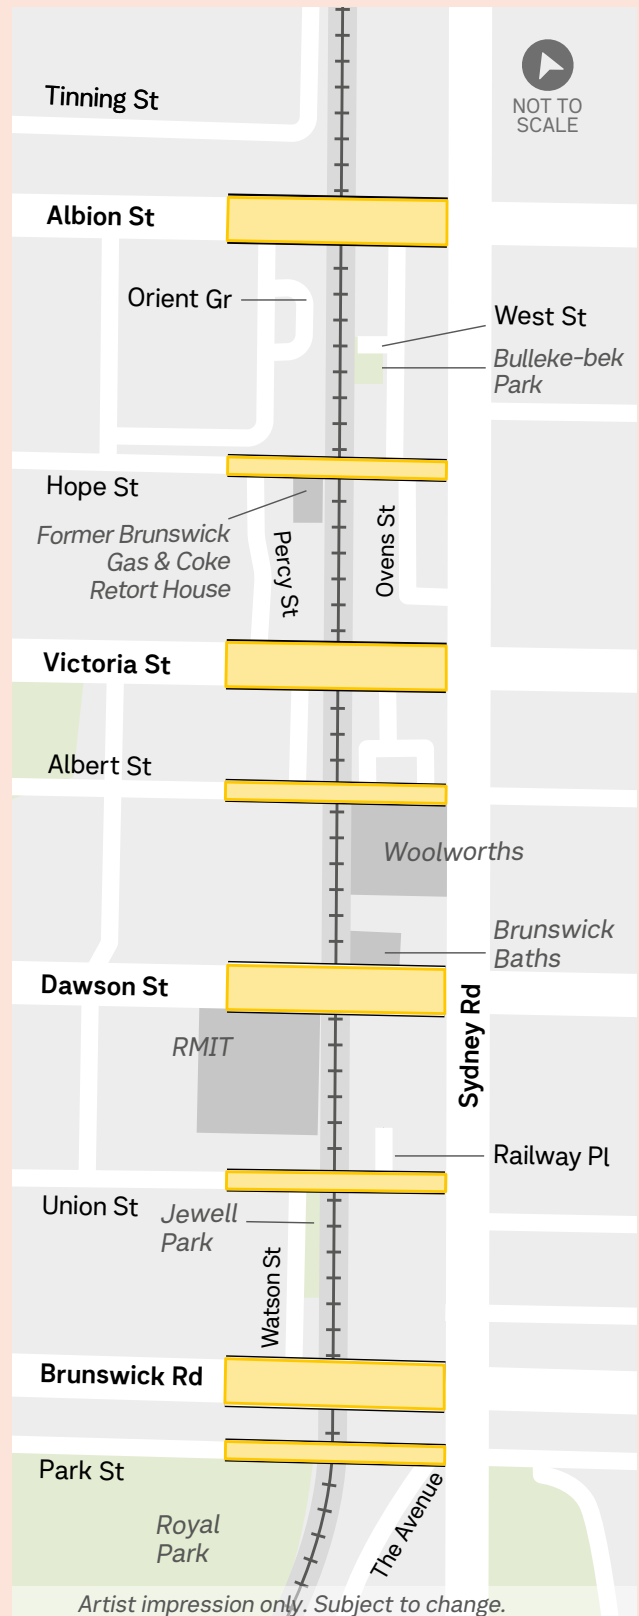 NOT TO
SCALE
Tinning St
Albion St
Orient Gr
West St
Bulleke-bek
Park
Hope St
Former Brunswick
Gas & Coke
Retort House
Percy St
Ovens St
Victoria St
Albert St
Woolworths
Brunswick
Baths
Dawson St
Sydney Rd
RMIT
Railway Pl
Union St
Jewell
Park
Watson St
Brunswick Rd
Park St
The Avenue
Royal
Park
Artist impression only. Subject to change.